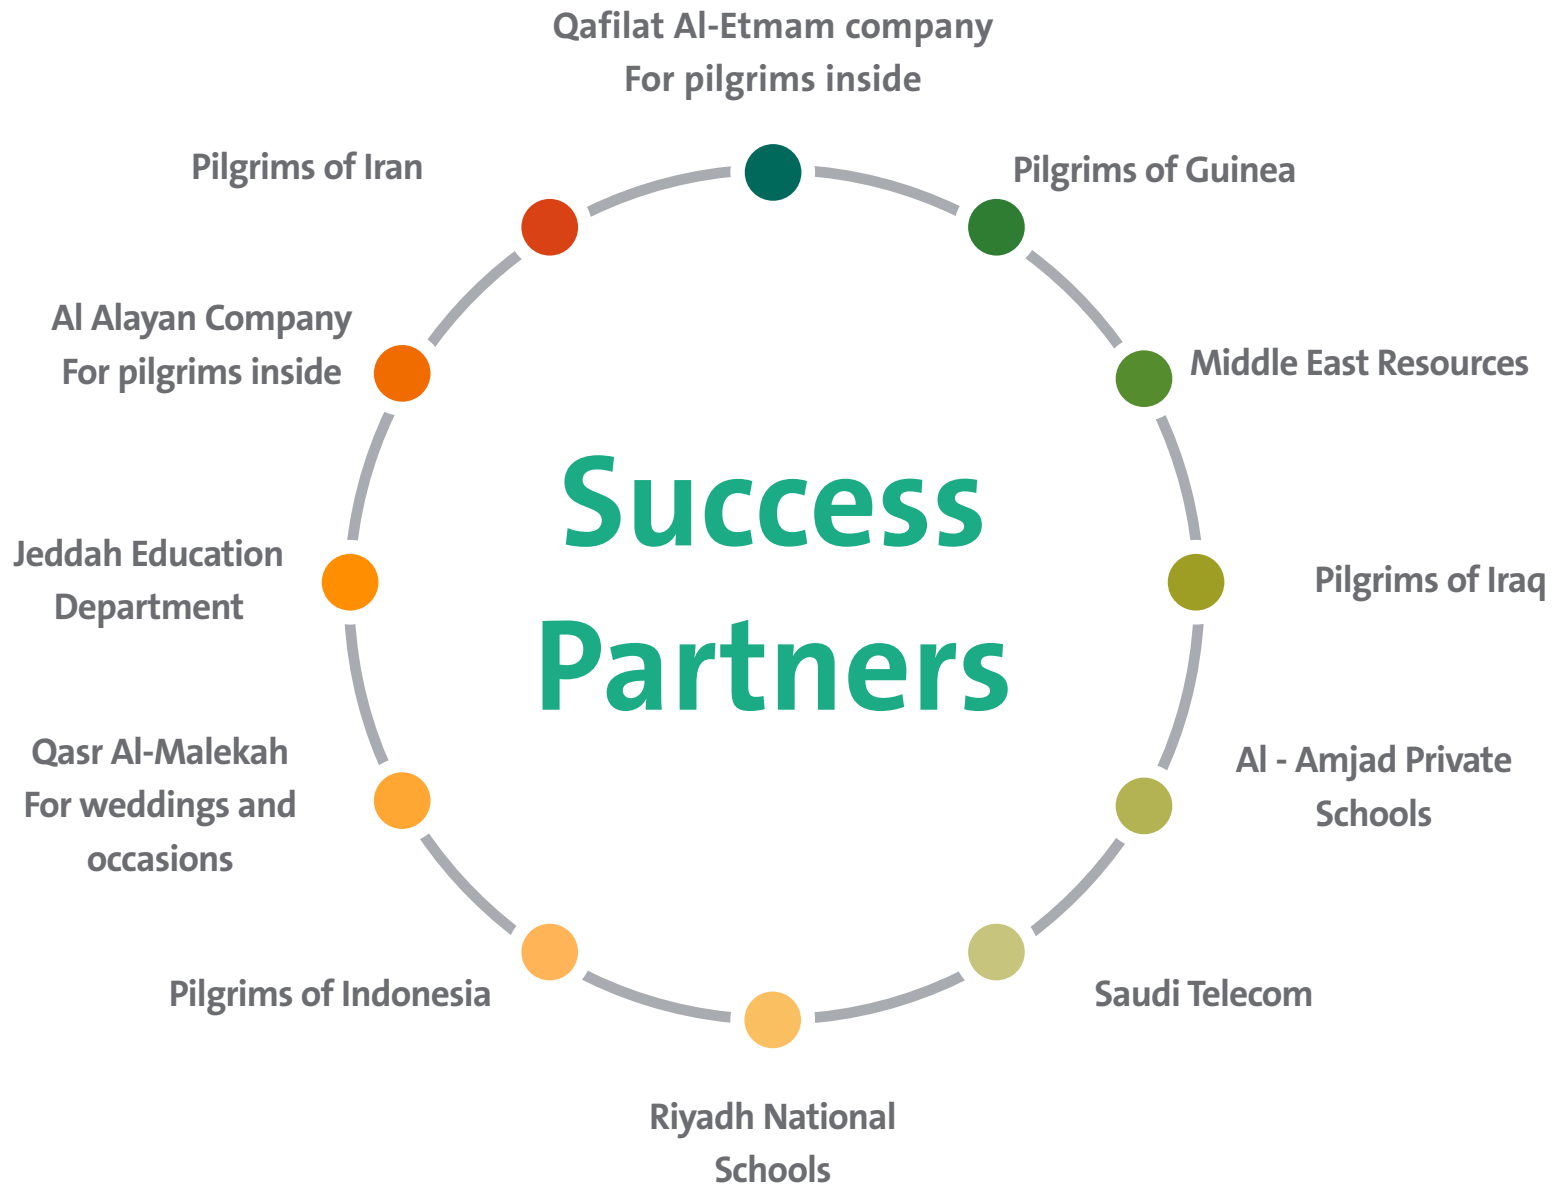 Qafilat Al-Etmam company
For pilgrims inside
Pilgrims of Iran
Pilgrims of Guinea
Al Alayan Company
For pilgrims inside
Middle East Resources
Success
Partners
Jeddah Education
Department
Pilgrims of Iraq
Qasr Al-Malekah
For weddings and
occasions
Al - Amjad Private
Schools
Pilgrims of Indonesia
Saudi Telecom
Riyadh National
Schools